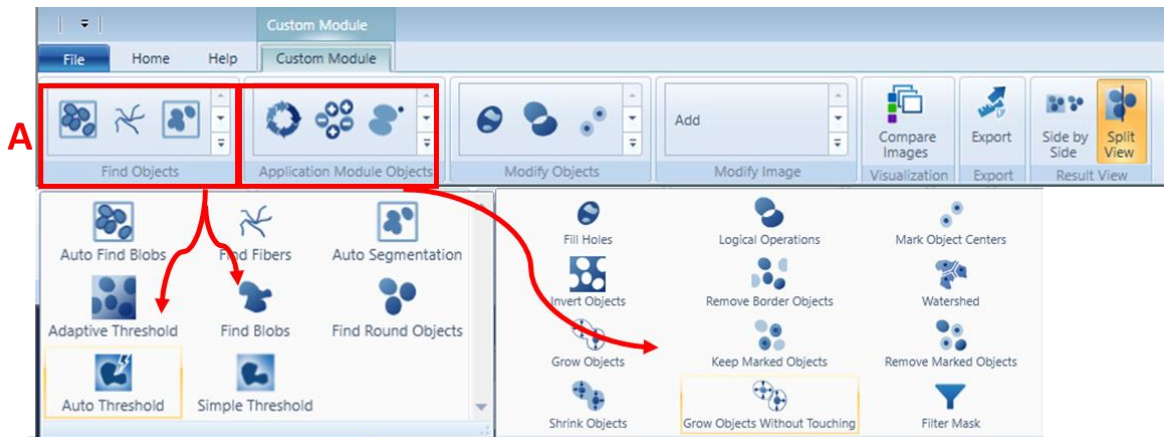 Custom Module
File Home Help Custom Module
A
Add
Compare Images
Export
Side by Side
Split View
Find Objects
Application Module Objects
Modify Objects
Modify Image
Visualization
Export
Result View
Auto Find Blobs
Find Fibers
Auto Segmentation
Adaptive Threshold
Find Blobs
Find Round Objects
Auto Threshold
Simple Threshold
Fill Holes
Logical Operations
Mark Object Centers
Invert Objects
Remove Border Objects
Watershed
Grow Objects
Keep Marked Objects
Remove Marked Objects
Shrink Objects
Grow Objects Without Touching
Filter Mask